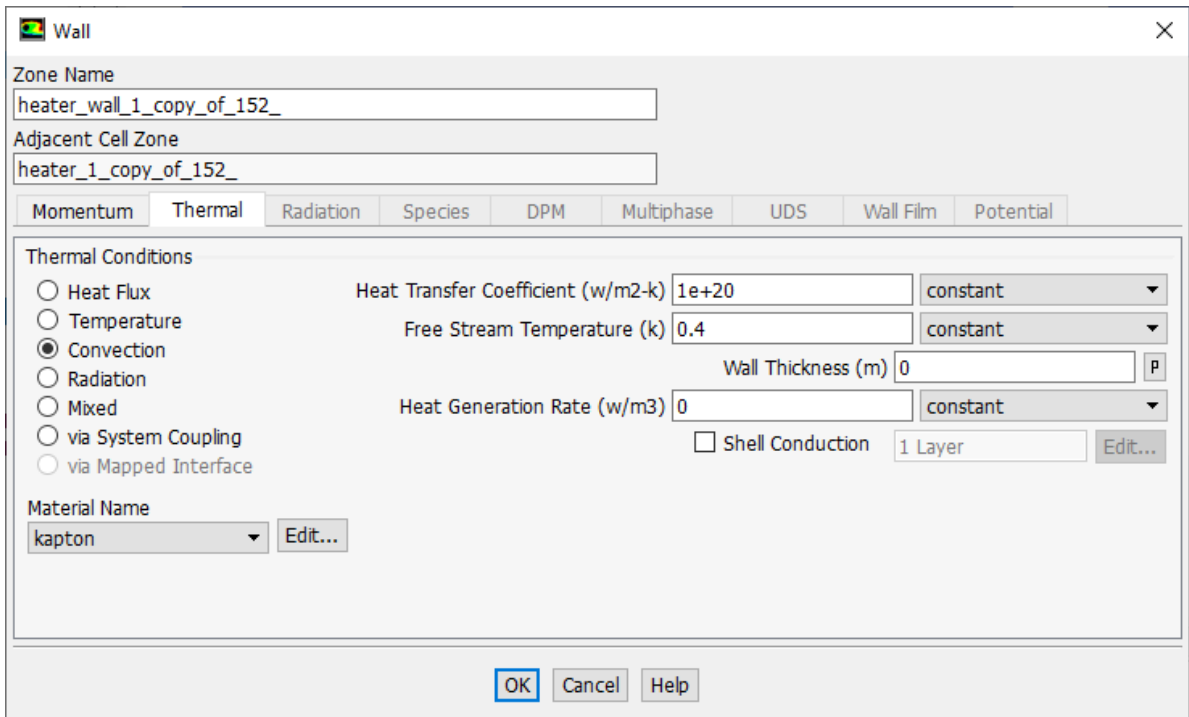 Wall
Zone Name
heater_wall_1_copy_of_152_
Adjacent Cell Zone
heater_1_copy_of_152_
Momentum Thermal Radiation Species DPM Multiphase UDS Wall Film Potential
Thermal Conditions
Heat Flux
Temperature
Convection
Radiation
Mixed
via System Coupling
via Mapped Interface
Heat Transfer Coefficient (w/m2-k) 1e+20 constant
Free Stream Temperature (k) 0.4 constant
Wall Thickness (m) 0 P
Heat Generation Rate (w/m3) 0 constant
Shell Conduction 1 Layer Edit...
Material Name
kapton Edit...
OK Cancel Help